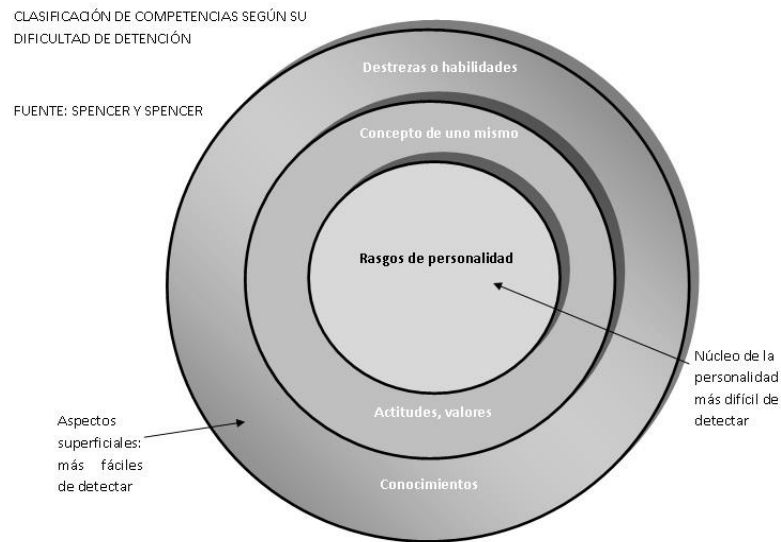 CLASIFICACIÓN DE COMPETENCIAS SEGÚN SU
DIFICULTAD DE DETENCIÓN
FUENTE: SPENCER Y SPENCER
Destrezas o habilidades
Concepto de uno mismo
Rasgos de personalidad
Núcleo de la
personalidad
más difícil de
detectar
Actitudes, valores
Aspectos
superficiales:
más fáciles
de detectar
Conocimientos